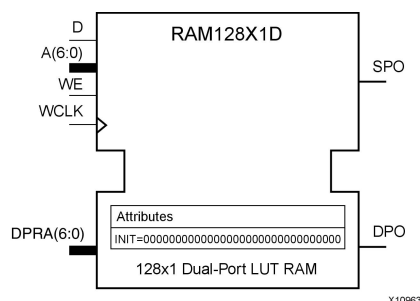 D
RAM128X1D
A(6:0)
SPO
WE
WCLK
Attributes
DPRA(6:0)
DPO
INIT=00000000000000000000000000000000
128x1 Dual-Port LUT RAM